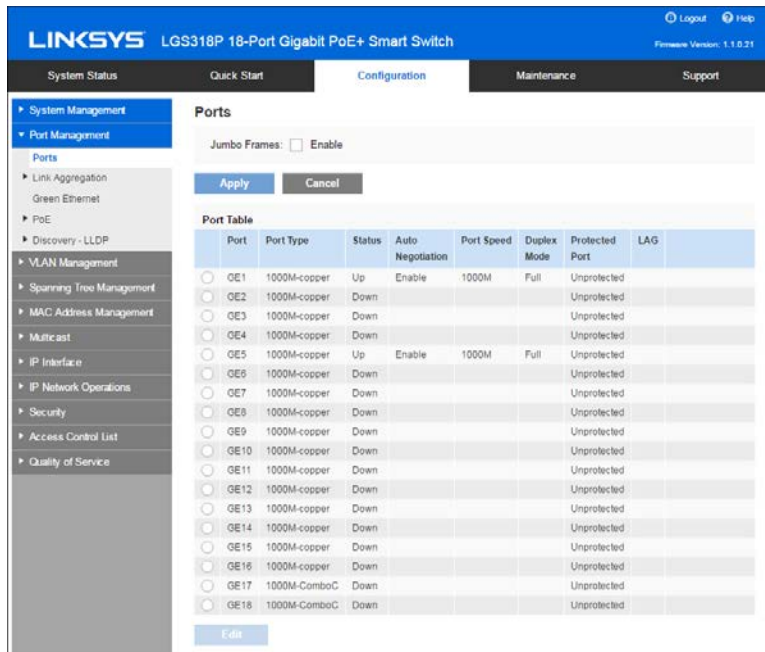 Logout Help
LINKSYS LGS318P 18-Port Gigabit PoE+ Smart Switch
Firmware Version: 1.1.0.21
System Status Quick Start Configuration Maintenance Support
System Management
Port Management
Ports
Link Aggregation
Green Ethernet
PoE
Discovery - LLDP
VLAN Management
Spanning Tree Management
MAC Address Management
Multicast
IP Interface
IP Network Operations
Security
Access Control List
Quality of Service
Ports
Jumbo Frames: Enable
Apply Cancel
Port Table
Port Port Type Status Auto Negotiation Port Speed Duplex Mode Protected Port LAG
GE1 1000M-copper Up Enable 1000M Full Unprotected
GE2 1000M-copper Down Unprotected
GE3 1000M-copper Down Unprotected
GE4 1000M-copper Down Unprotected
GE5 1000M-copper Up Enable 1000M Full Unprotected
GE6 1000M-copper Down Unprotected
GE7 1000M-copper Down Unprotected
GE8 1000M-copper Down Unprotected
GE9 1000M-copper Down Unprotected
GE10 1000M-copper Down Unprotected
GE11 1000M-copper Down Unprotected
GE12 1000M-copper Down Unprotected
GE13 1000M-copper Down Unprotected
GE14 1000M-copper Down Unprotected
GE15 1000M-copper Down Unprotected
GE16 1000M-copper Down Unprotected
GE17 1000M-ComboC Down Unprotected
GE18 1000M-ComboC Down Unprotected
Edit